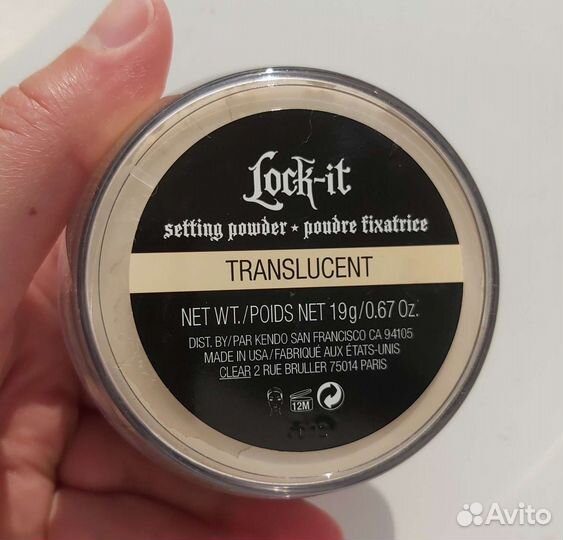 Lock-it
setting powder ★ poudre fixatrice
TRANSLUCENT
NET WT./POIDS NET 19g/0.67 Oz.
DIST. BY/PAR KENDO SAN FRANCISCO CA 94105
MADE IN USA/FABRIQUÉ AUX ÉTATS-UNIS
CLEAR 2 RUE BRULLER 75014 PARIS
12M
Avito